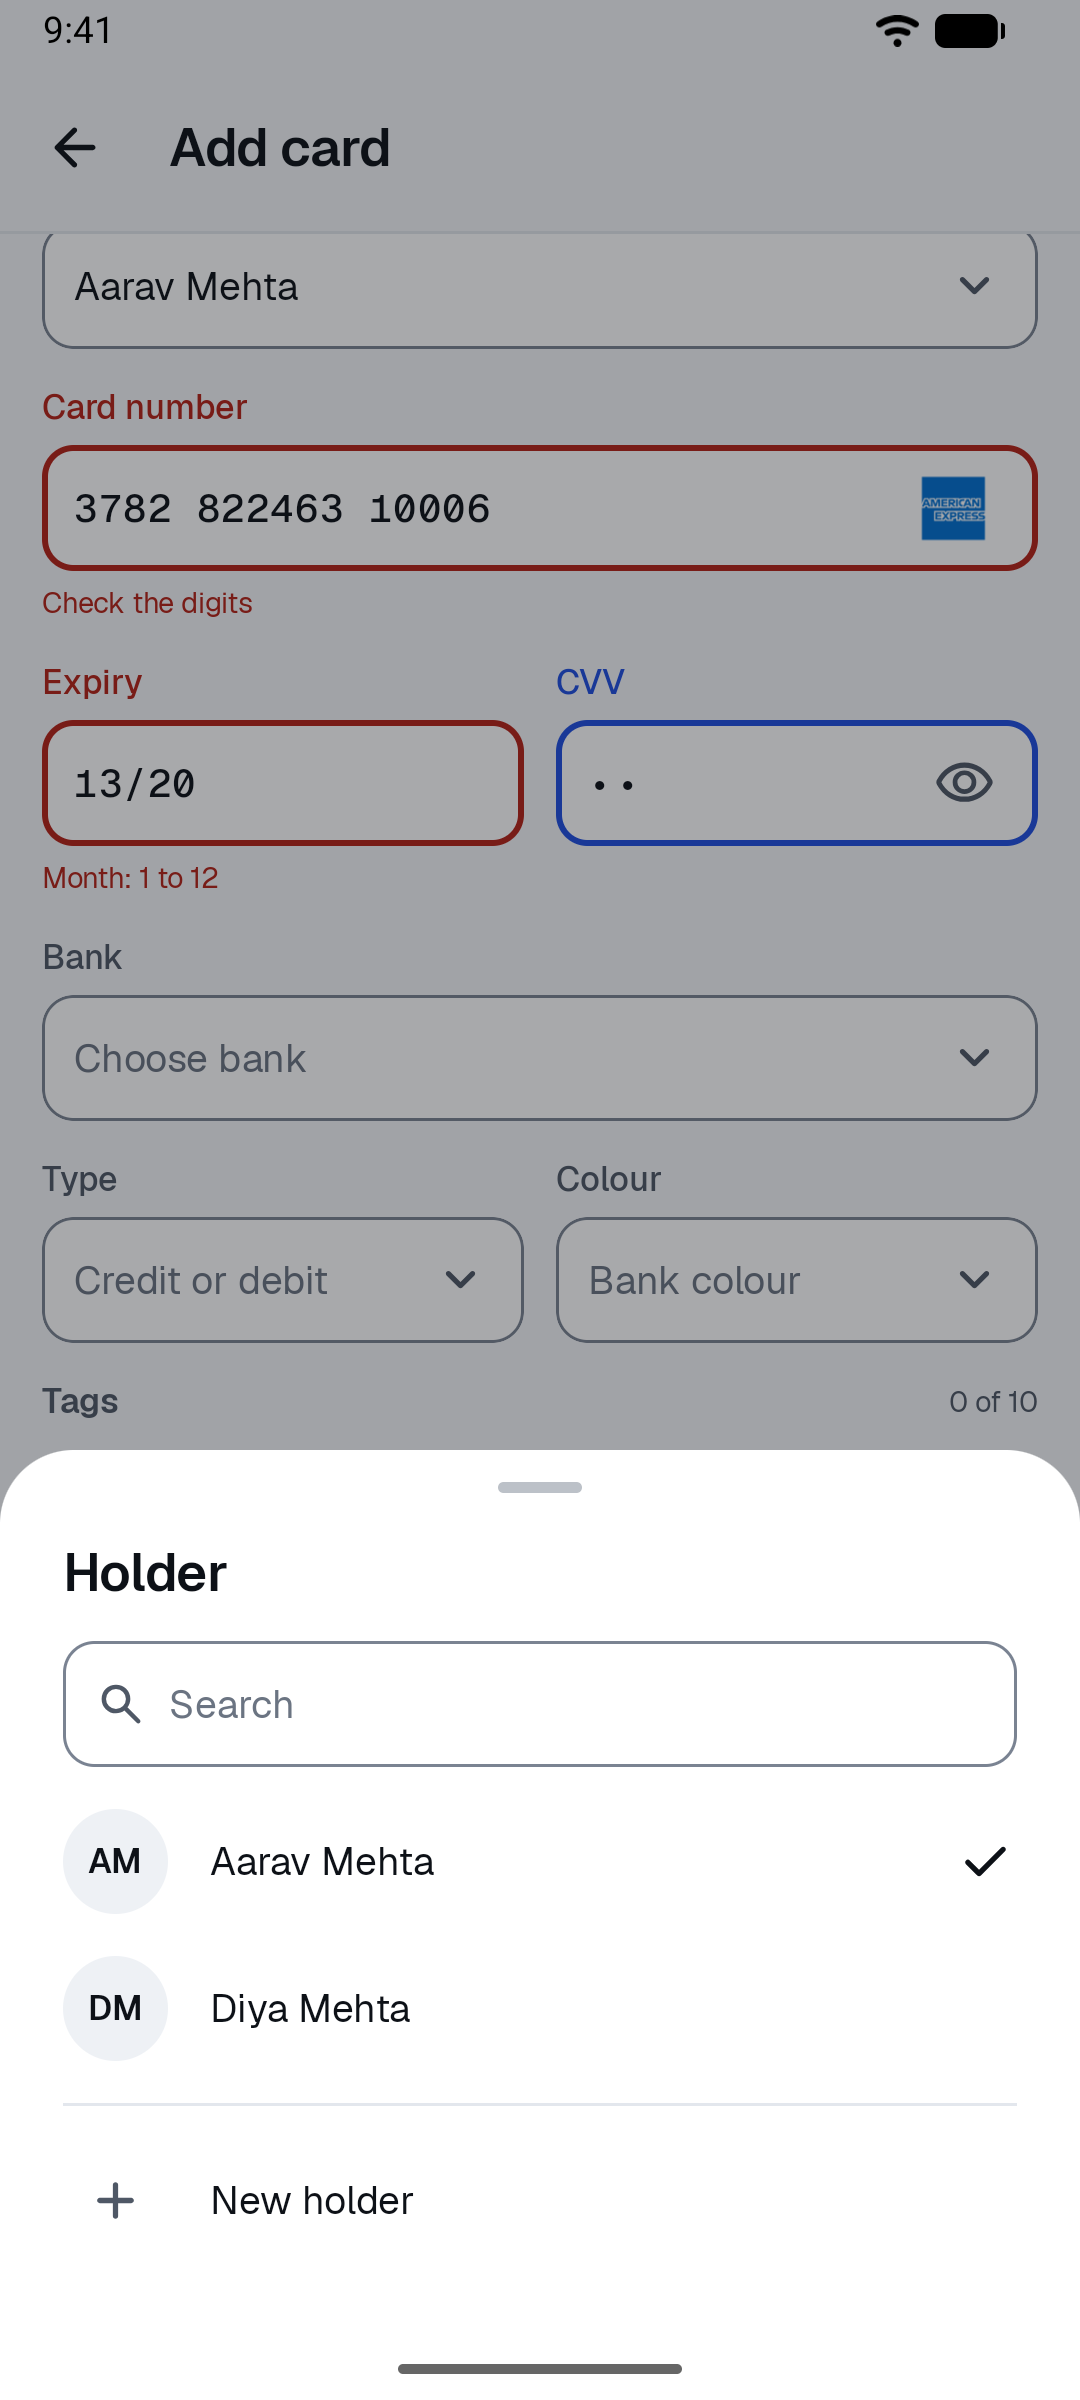 9:41
Add card
Aarav Mehta
Card number
3782 822463 10006
AMERICAN
EXPRESS
Check the digits
Expiry
CVV
13/20
••
Month: 1 to 12
Bank
Choose bank
Type
Colour
Credit or debit
Bank colour
Tags
0 of 10
Holder
Search
AM
Aarav Mehta
DM
Diya Mehta
New holder